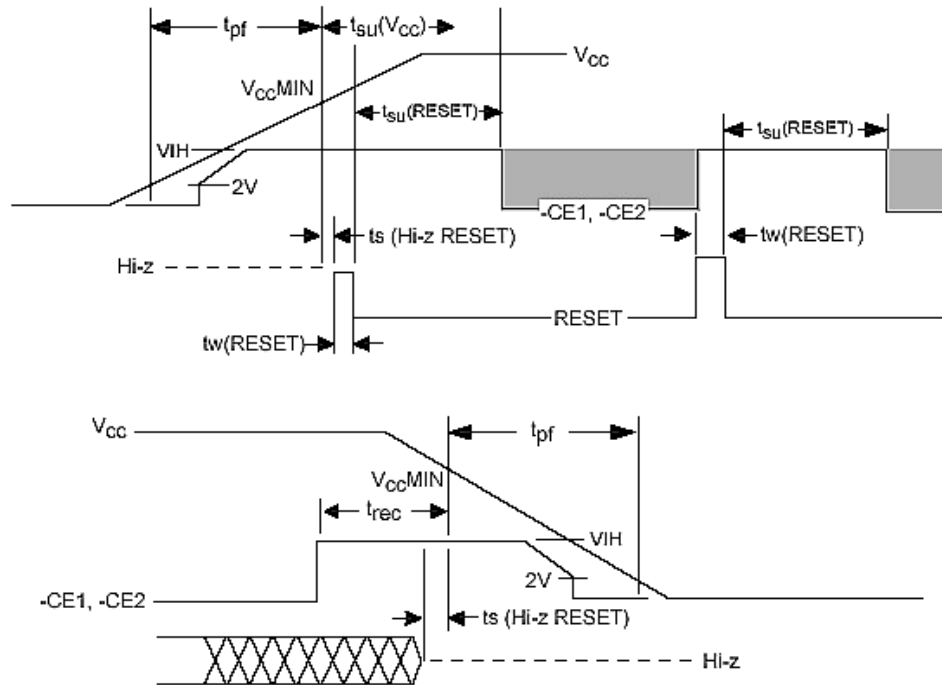 tpf
tsu(Vcc)
Vcc
VccMIN
tsu(RESET)
tsu(RESET)
VIH
2V
-CE1, -CE2
ts (Hi-z RESET)
tw(RESET)
Hi-z
RESET
tw(RESET)
Vcc
tpf
VccMIN
trec
VIH
2V
-CE1, -CE2
ts (Hi-z RESET)
Hi-z